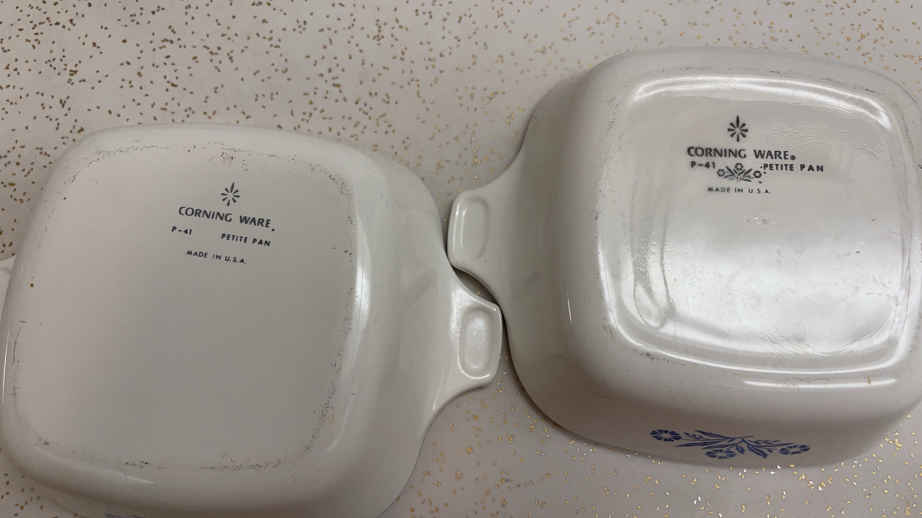 CORNING WARE®
P-41 PETITE PAN
MADE IN U.S.A.
CORNING WARE®
P-41 PETITE PAN
MADE IN U.S.A.